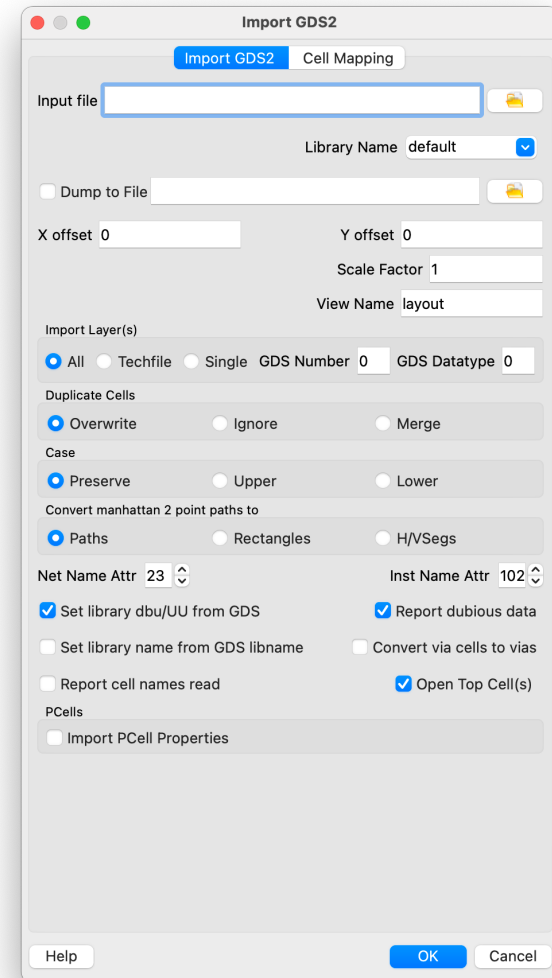 Import GDS2
Import GDS2 Cell Mapping
Input file
Library Name default
Dump to File
X offset 0 Y offset 0
Scale Factor 1
View Name layout
Import Layer(s)
All Techfile Single GDS Number 0 GDS Datatype 0
Duplicate Cells
Overwrite Ignore Merge
Case
Preserve Upper Lower
Convert manhattan 2 point paths to
Paths Rectangles H/VSegs
Net Name Attr 23 Inst Name Attr 102
Set library dbu/UU from GDS Report dubious data
Set library name from GDS libname Convert via cells to vias
Report cell names read Open Top Cell(s)
PCells
Import PCell Properties
Help OK Cancel